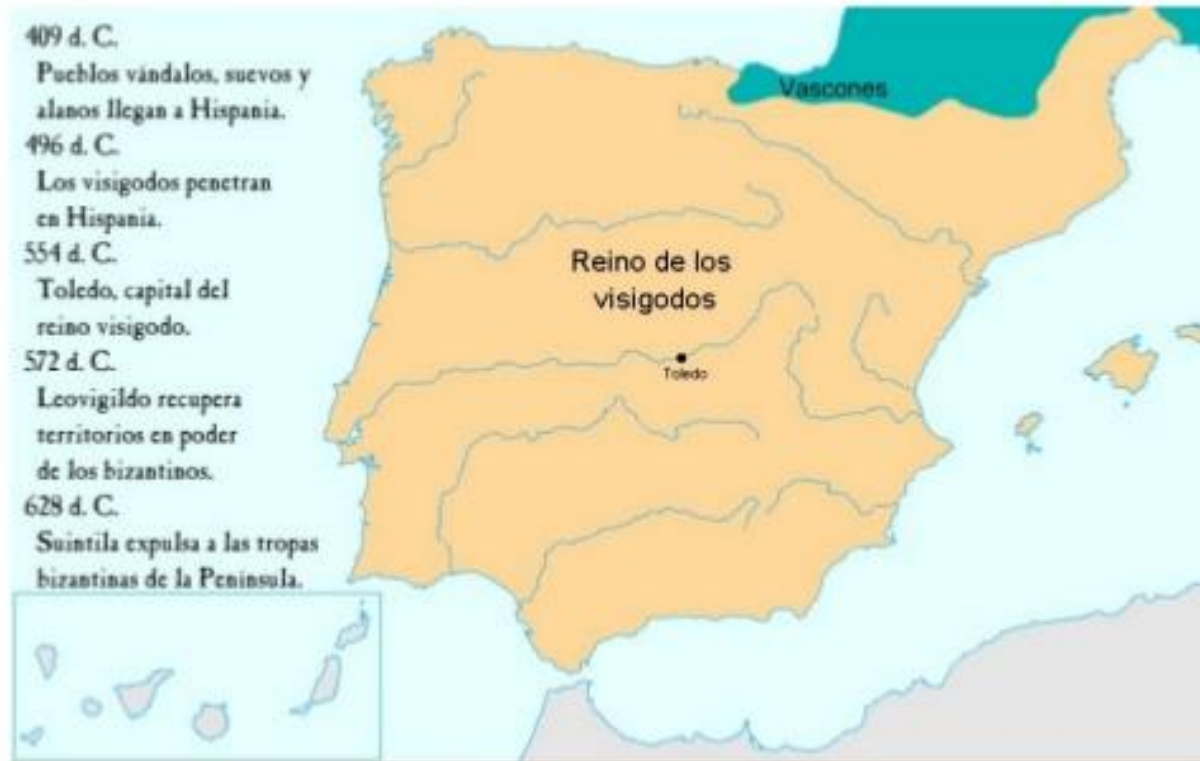 409 d. C.
Pueblos vándalos, suevos y
alanos llegan a Hispania.
496 d. C.
Los visigodos penetran
en Hispania.
554 d. C.
Toledo, capital del
reino visigodo.
572 d. C.
Leovigildo recupera
territorios en poder
de los bizantinos.
628 d. C.
Suintila expulsa a las tropas
bizantinas de la Península.
Vascones
Reino de los
visigodos
Toledo